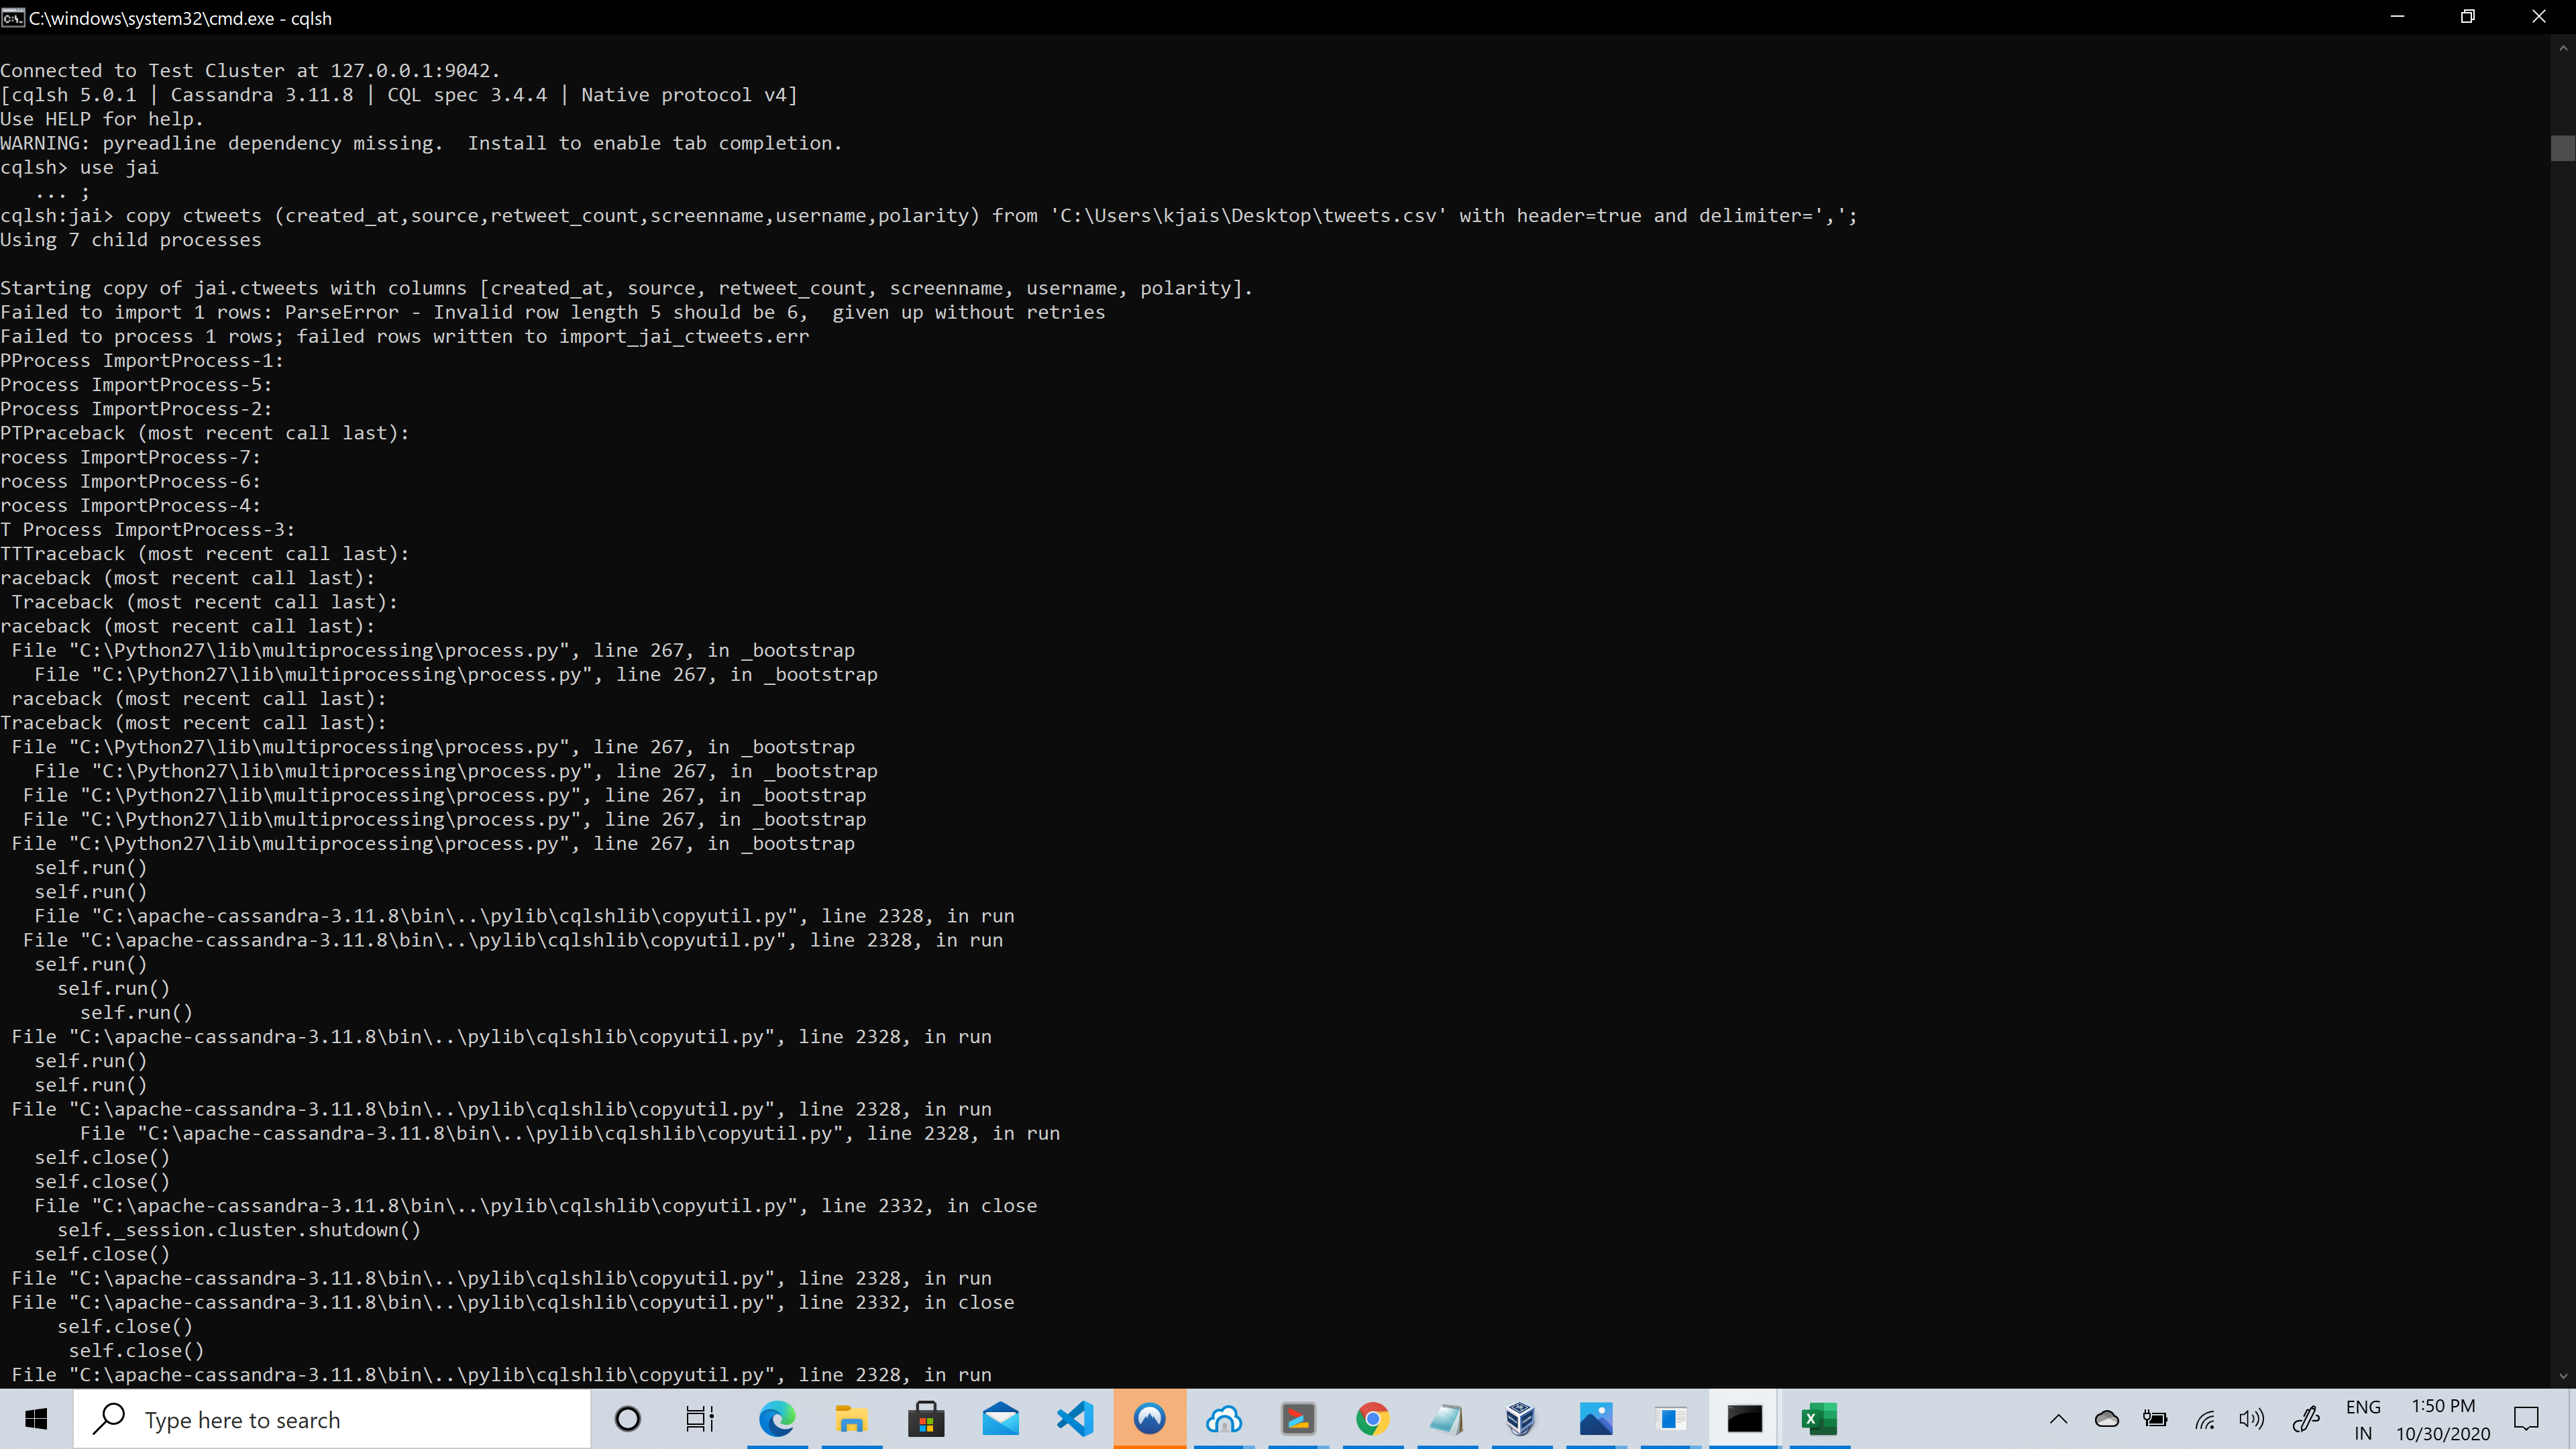 C:\windows\system32\cmd.exe - cqlsh
Connected to Test Cluster at 127.0.0.1:9042.
[cqlsh 5.0.1 | Cassandra 3.11.8 | CQL spec 3.4.4 | Native protocol v4]
Use HELP for help.
WARNING: pyreadline dependency missing.  Install to enable tab completion.
cqlsh> use jai
   ... ;
cqlsh:jai> copy ctweets (created_at,source,retweet_count,screenname,username,polarity) from 'C:\Users\kjais\Desktop\tweets.csv' with header=true and delimiter=',';
Using 7 child processes
Starting copy of jai.ctweets with columns [created_at, source, retweet_count, screenname, username, polarity].
Failed to import 1 rows: ParseError - Invalid row length 5 should be 6,  given up without retries
Failed to process 1 rows; failed rows written to import_jai_ctweets.err
PProcess ImportProcess-1:
Process ImportProcess-5:
Process ImportProcess-2:
PTPraceback (most recent call last):
rocess ImportProcess-7:
rocess ImportProcess-6:
rocess ImportProcess-4:
T Process ImportProcess-3:
TTTraceback (most recent call last):
raceback (most recent call last):
 Traceback (most recent call last):
raceback (most recent call last):
 File "C:\Python27\lib\multiprocessing\process.py", line 267, in _bootstrap
   File "C:\Python27\lib\multiprocessing\process.py", line 267, in _bootstrap
 raceback (most recent call last):
Traceback (most recent call last):
 File "C:\Python27\lib\multiprocessing\process.py", line 267, in _bootstrap
   File "C:\Python27\lib\multiprocessing\process.py", line 267, in _bootstrap
  File "C:\Python27\lib\multiprocessing\process.py", line 267, in _bootstrap
  File "C:\Python27\lib\multiprocessing\process.py", line 267, in _bootstrap
 File "C:\Python27\lib\multiprocessing\process.py", line 267, in _bootstrap
   self.run()
   self.run()
   File "C:\apache-cassandra-3.11.8\bin\..\pylib\cqlshlib\copyutil.py", line 2328, in run
  File "C:\apache-cassandra-3.11.8\bin\..\pylib\cqlshlib\copyutil.py", line 2328, in run
   self.run()
     self.run()
       self.run()
 File "C:\apache-cassandra-3.11.8\bin\..\pylib\cqlshlib\copyutil.py", line 2328, in run
   self.run()
   self.run()
 File "C:\apache-cassandra-3.11.8\bin\..\pylib\cqlshlib\copyutil.py", line 2328, in run
       File "C:\apache-cassandra-3.11.8\bin\..\pylib\cqlshlib\copyutil.py", line 2328, in run
   self.close()
   self.close()
   File "C:\apache-cassandra-3.11.8\bin\..\pylib\cqlshlib\copyutil.py", line 2332, in close
     self._session.cluster.shutdown()
   self.close()
 File "C:\apache-cassandra-3.11.8\bin\..\pylib\cqlshlib\copyutil.py", line 2328, in run
 File "C:\apache-cassandra-3.11.8\bin\..\pylib\cqlshlib\copyutil.py", line 2332, in close
     self.close()
      self.close()
 File "C:\apache-cassandra-3.11.8\bin\..\pylib\cqlshlib\copyutil.py", line 2328, in run
Type here to search
ENG
IN
1:50 PM
10/30/2020